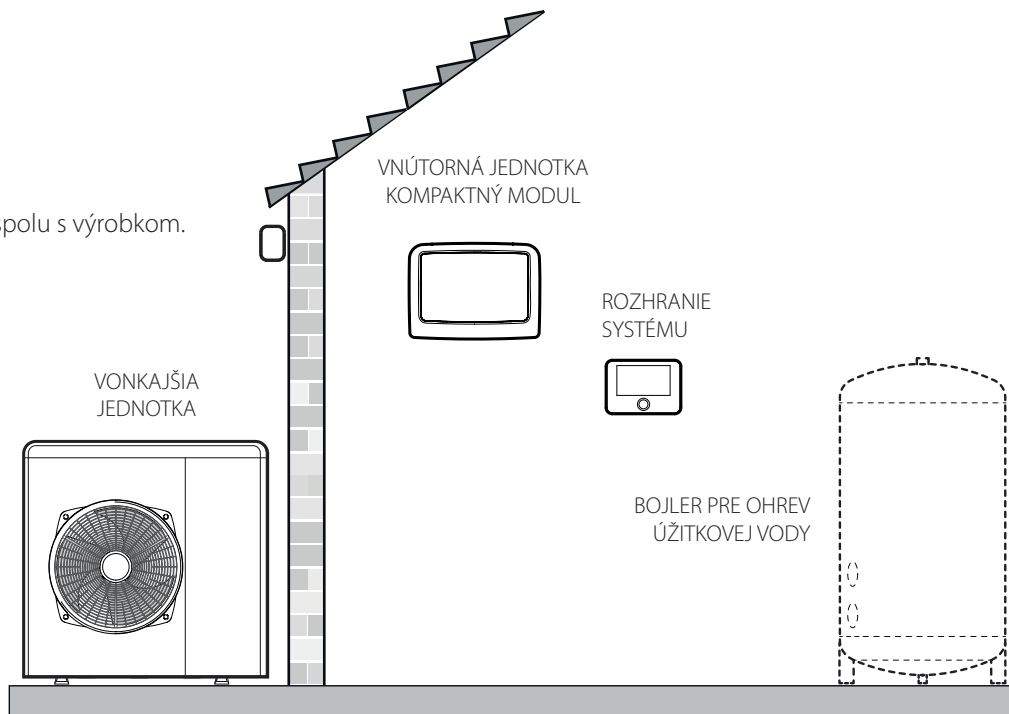 VNÚTORNÁ JEDNOTKA
KOMPAKTNÝ MODUL
spolu s výrobkom.
ROZHRANIE
SYSTÉMU
VONKAJŠIA
JEDNOTKA
BOJLER PRE OHREV
ÚŽITKOVEJ VODY